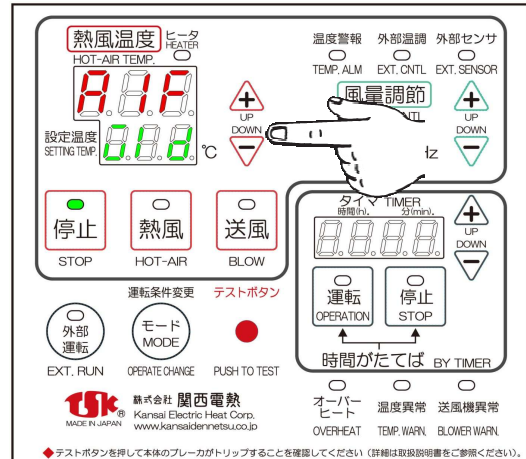 熱風温度 ヒータ HEATER
HOT-AIR TEMP.
A1F
設定温度
SETTING TEMP.
℃
+
UP
DOWN
−
温度警報 外部温調 外部センサ
TEMP. ALM EXT. CNTL EXT. SENSOR
風量調節
Hz
+
UP
DOWN
−
停止 熱風 送風
STOP HOT-AIR BLOW
タイマ TIMER
時間(h). 分(min).
+
UP
DOWN
−
運転 停止
OPERATION STOP
時間がたてば BY TIMER
運転条件変更 テストボタン
外部
運転
モード
MODE
EXT. RUN OPERATE CHANGE PUSH TO TEST
TSK ®
MADE IN JAPAN
株式会社 関西電熱
Kansai Electric Heat Corp.
www.kansaidennetsu.co.jp
オーバー
ヒート
温度異常 送風機異常
OVERHEAT TEMP. WARN. BLOWER WARN.
◆テストボタンを押して本体のブレーカがトリップすることを確認してください（詳細は取扱説明書をご参照ください）。